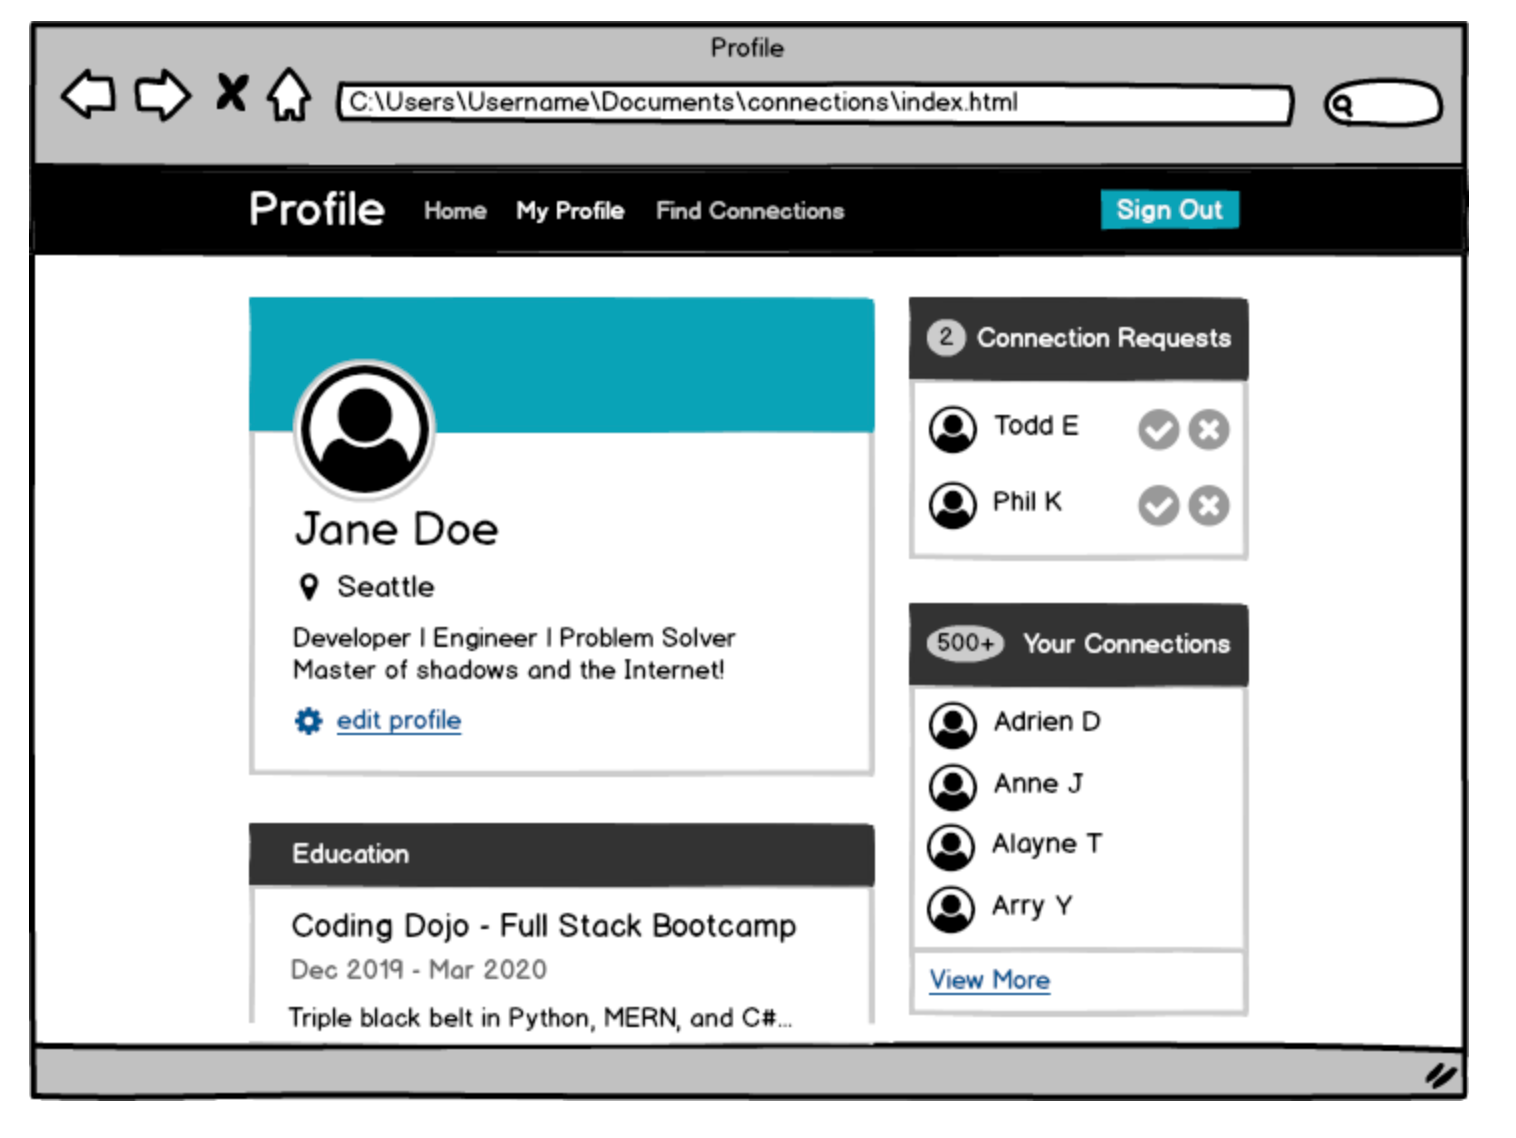 Profile
C:\Users\Username\Documents\connections\index.html
Profile Home My Profile Find Connections Sign Out
Jane Doe
Seattle
Developer | Engineer | Problem Solver
Master of shadows and the Internet!
edit profile
Education
Coding Dojo - Full Stack Bootcamp
Dec 2019 - Mar 2020
Triple black belt in Python, MERN, and C#...
2 Connection Requests
Todd E
Phil K
500+ Your Connections
Adrien D
Anne J
Alayne T
Arry Y
View More